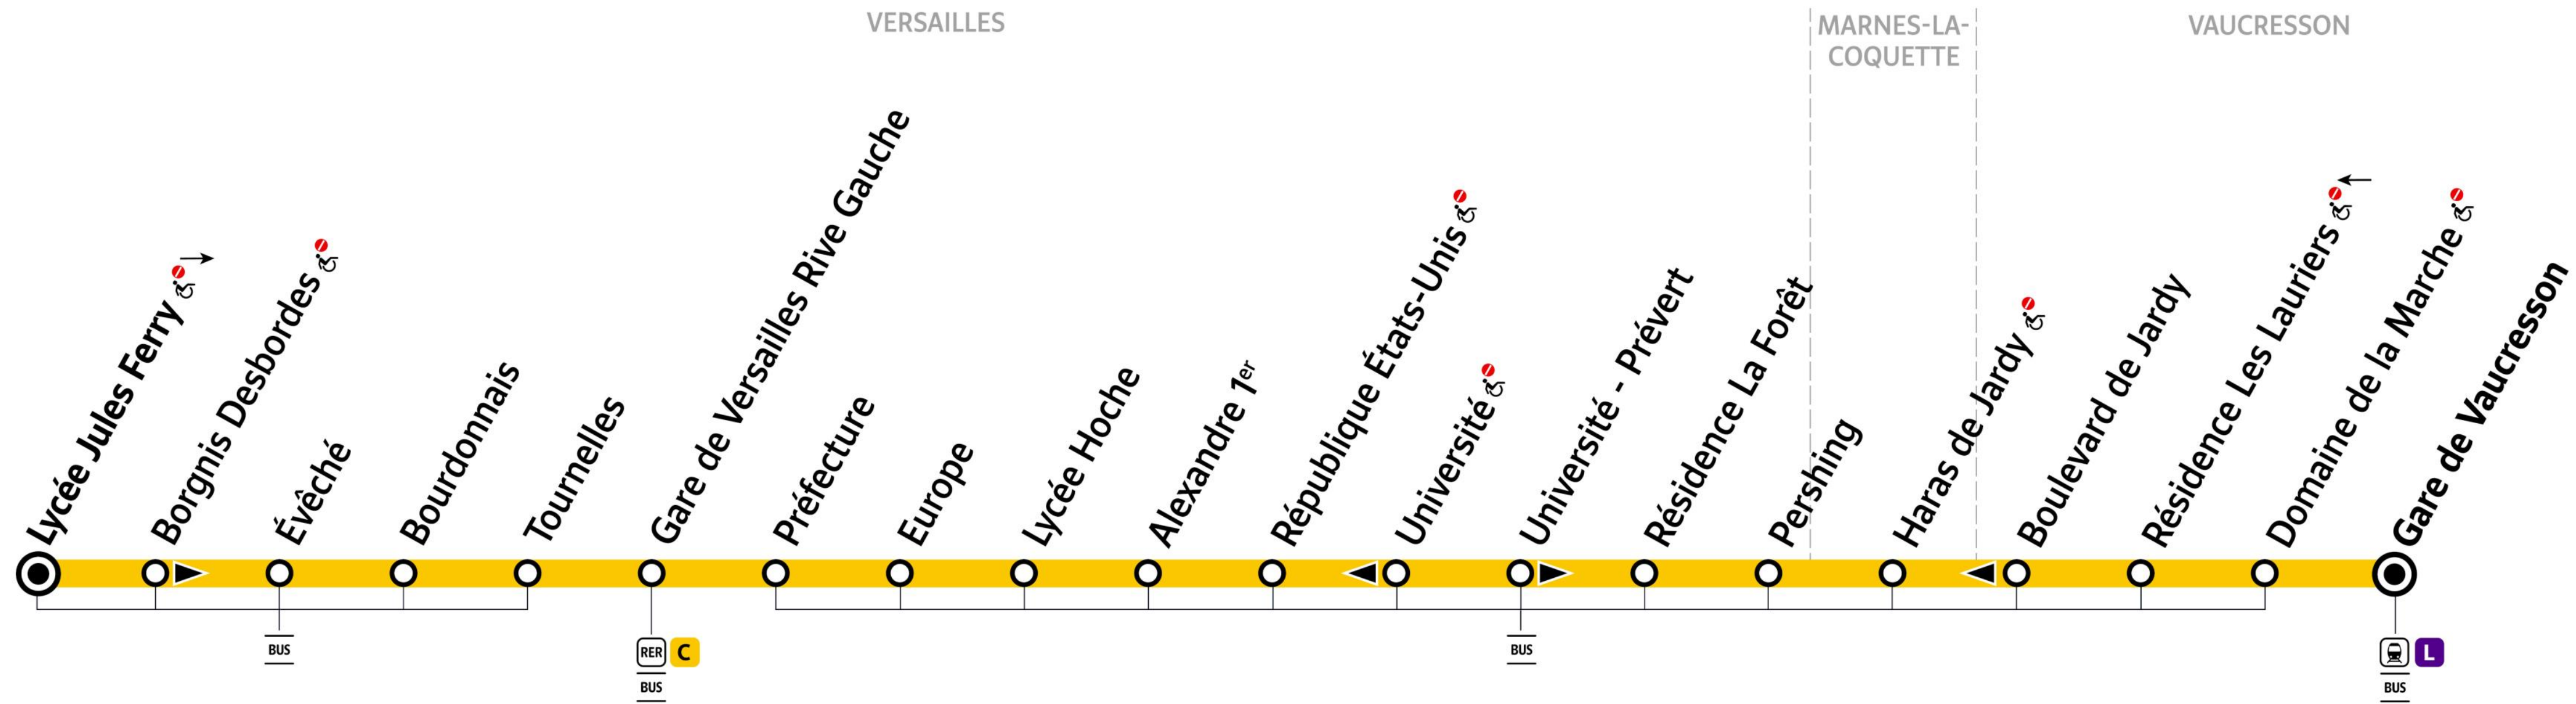 VERSAILLES
MARNES-LA-
COQUETTE
VAUCRESSON
Lycée Jules Ferry
Borgnis Desbordes
Évêché
Bourdonnais
Tournelles
Gare de Versailles Rive Gauche
Préfecture
Europe
Lycée Hoche
Alexandre 1er
République États-Unis
Université
Université - Prévert
Résidence La Forêt
Pershing
Haras de Jardy
Boulevard de Jardy
Résidence Les Lauriers
Domaine de la Marche
Gare de Vaucresson
BUS
RER C
BUS
BUS
L
BUS